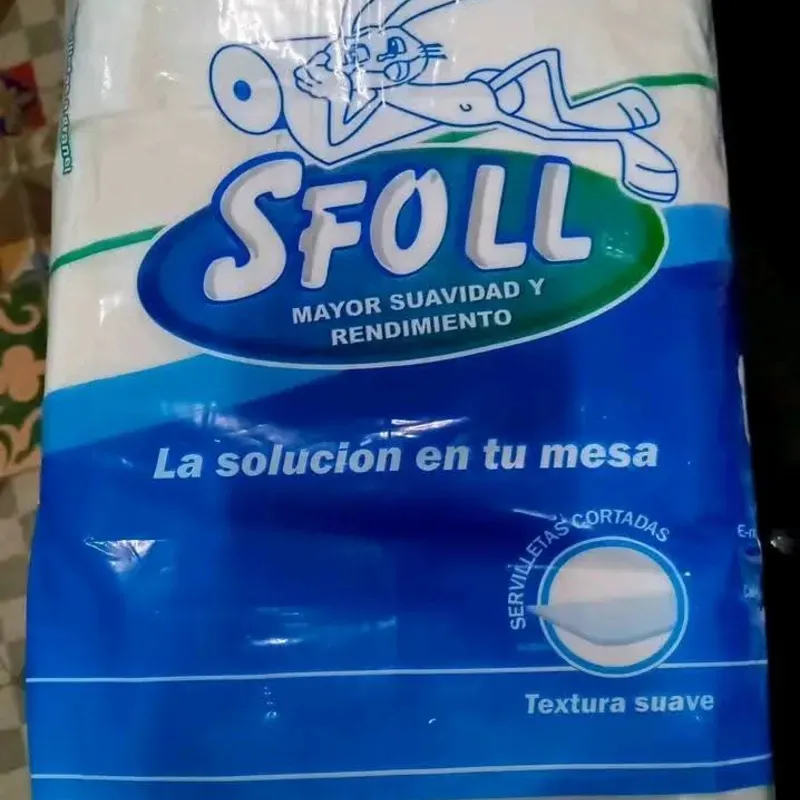 SFOLL
MAYOR SUAVIDAD Y
RENDIMIENTO
La solucion en tu mesa
SERVILLETAS CORTADAS
Textura suave